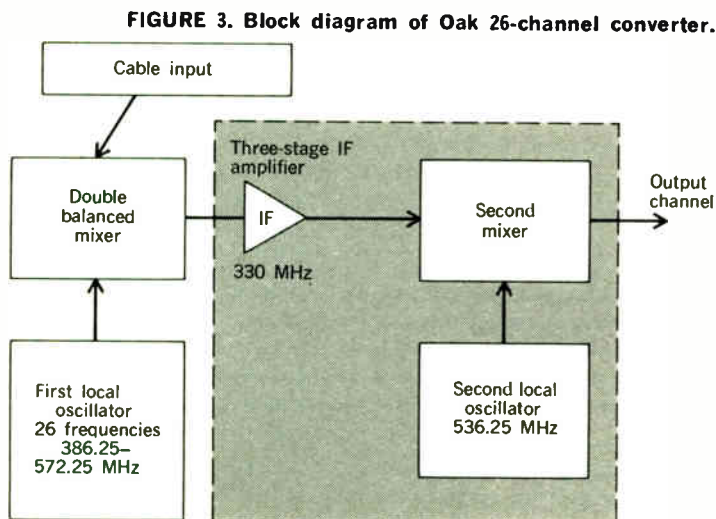 FIGURE 3. Block diagram of Oak 26-channel converter.
Cable input
Three-stage IF
amplifier
Double
balanced
mixer
IF
330 MHz
Second
mixer
Output
channel
First local
oscillator
26 frequencies
386.25–
572.25 MHz
Second local
oscillator
536.25 MHz